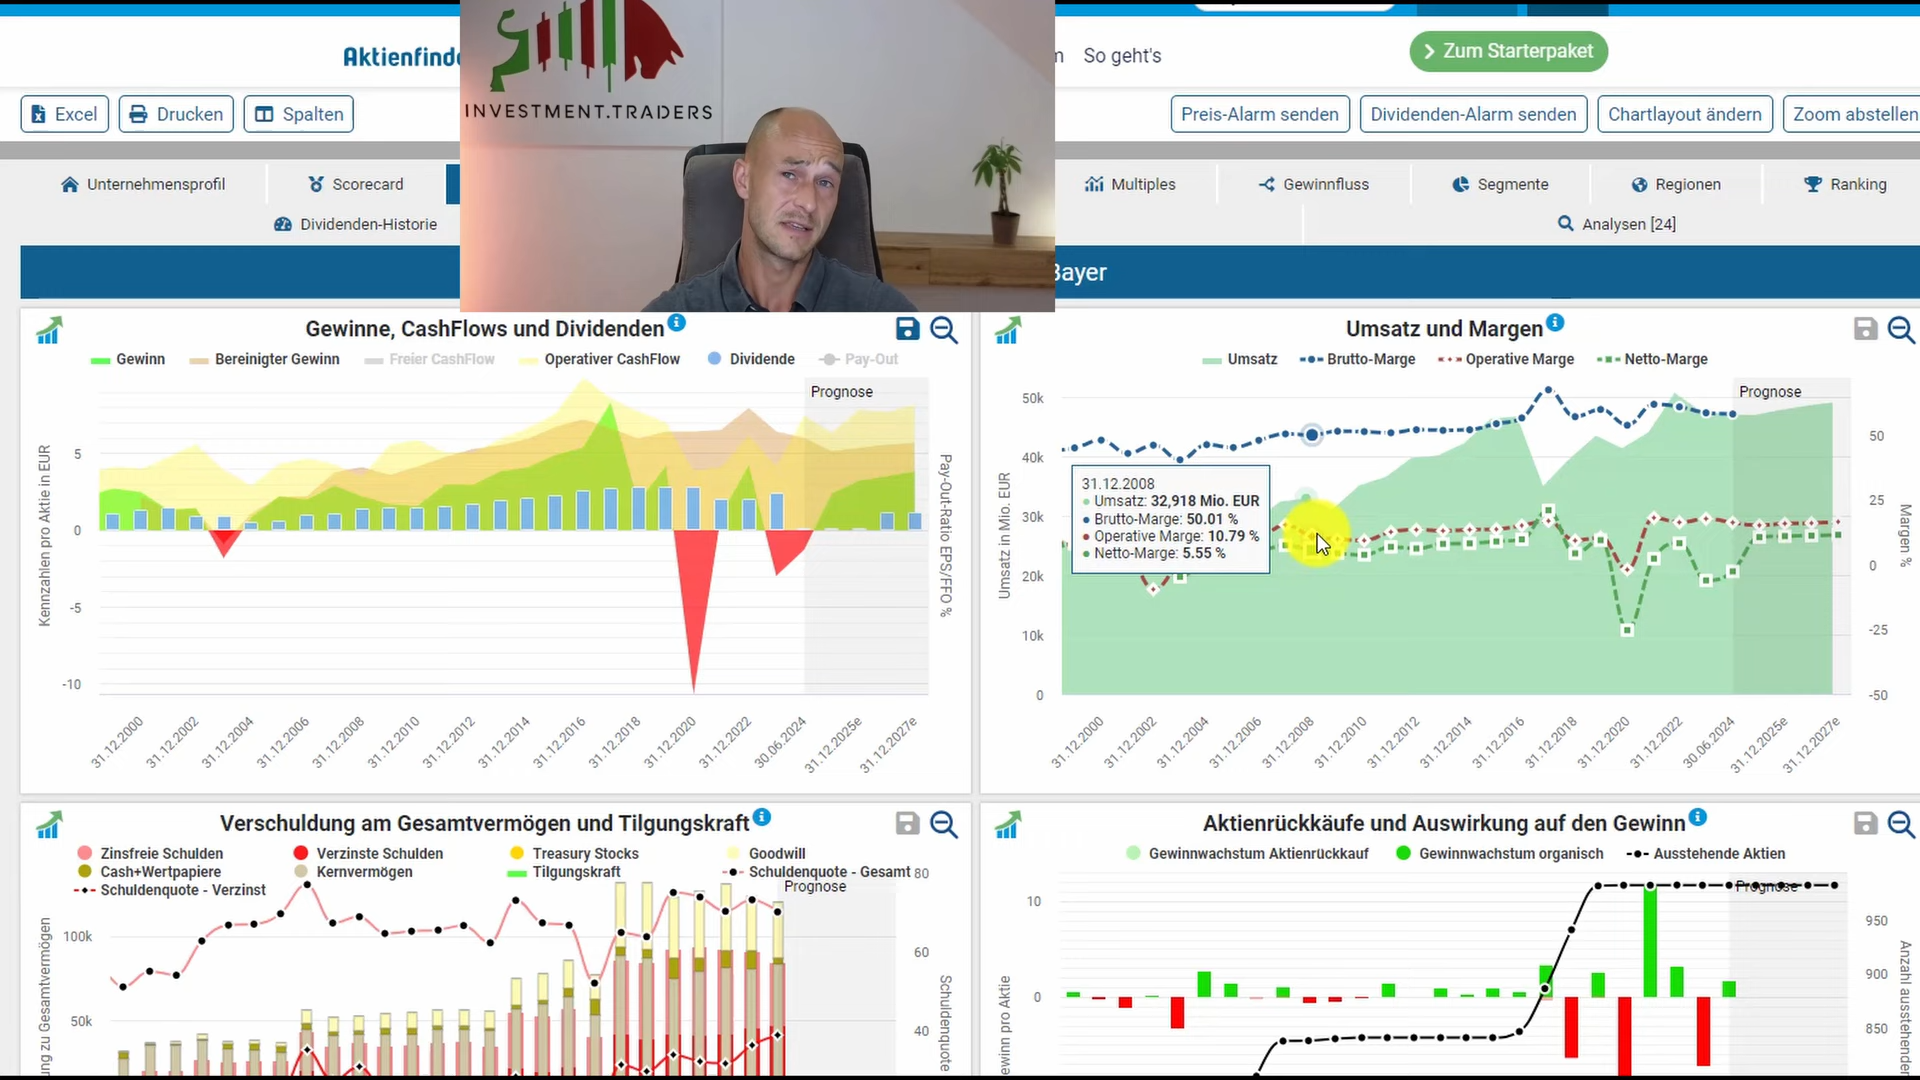 Aktienfinde
So geht's
Zum Starterpaket
Excel
Drucken
Spalten
INVESTMENT.TRADERS
Preis-Alarm senden
Dividenden-Alarm senden
Chartlayout ändern
Zoom abstellen
Unternehmensprofil
Scorecard
Multiples
Gewinnfluss
Segmente
Regionen
Ranking
Dividenden-Historie
Analysen [24]
Bayer
Gewinne, CashFlows und Dividenden
Gewinn
Bereinigter Gewinn
Freier CashFlow
Operativer CashFlow
Dividende
Pay-Out
Prognose
Kennzahlen pro Aktie in EUR
5
0
-5
-10
Pay-Out-Ratio EPS/FFO %
31.12.2000
31.12.2002
31.12.2004
31.12.2006
31.12.2008
31.12.2010
31.12.2012
31.12.2014
31.12.2016
31.12.2018
31.12.2020
31.12.2022
30.06.2024
31.12.2025e
31.12.2027e
Umsatz und Margen
Umsatz
Brutto-Marge
Operative Marge
Netto-Marge
Prognose
Umsatz in Mio. EUR
50k
40k
30k
20k
10k
0
50
25
0
-25
-50
Margen %
31.12.2008
Umsatz: 32,918 Mio. EUR
Brutto-Marge: 50.01 %
Operative Marge: 10.79 %
Netto-Marge: 5.55 %
31.12.2000
31.12.2002
31.12.2004
31.12.2006
31.12.2008
31.12.2010
31.12.2012
31.12.2014
31.12.2016
31.12.2018
31.12.2020
31.12.2022
30.06.2024
31.12.2025e
31.12.2027e
Verschuldung am Gesamtvermögen und Tilgungskraft
Zinsfreie Schulden
Verzinste Schulden
Treasury Stocks
Goodwill
Cash+Wertpapiere
Kernvermögen
Tilgungskraft
Schuldenquote - Gesamt
Schuldenquote - Verzinst
Prognose
100k
50k
80
60
40
zu Gesamtvermögen
Schuldenquote
Aktienrückkäufe und Auswirkung auf den Gewinn
Gewinnwachstum Aktienrückkauf
Gewinnwachstum organisch
Ausstehende Aktien
Prognose
10
0
950
900
850
ewinn pro Aktie
Anzahl ausstehender